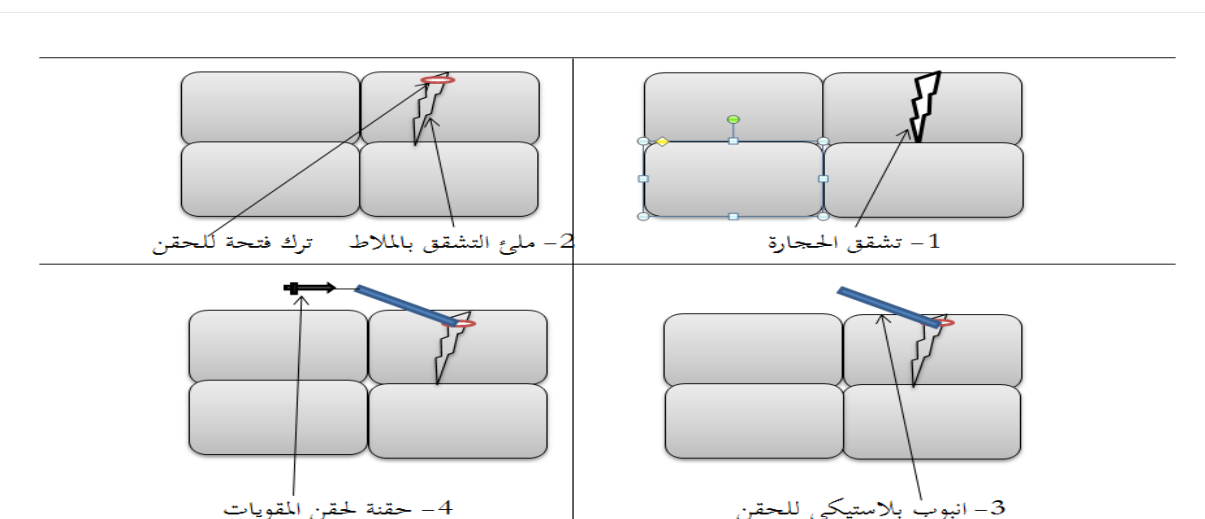 1- تشقق الحجارة
2- ملئ التشقق بالملاط
ترك فتحة للحقن
3- انبوب بلاستيكي للحقن
4- حقنة لحقن المقويات